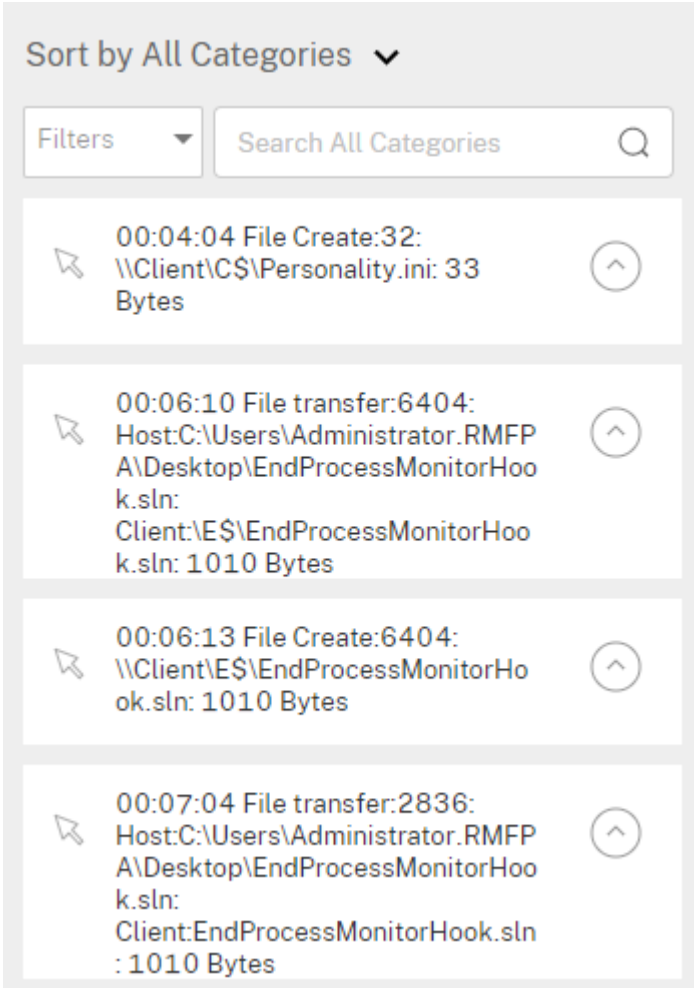 Sort by All Categories
Filters
Search All Categories
00:04:04 File Create:32:
\\Client\C$\Personality.ini: 33
Bytes
00:06:10 File transfer:6404:
Host:C:\Users\Administrator.RMFP
A\Desktop\EndProcessMonitorHoo
k.sln:
Client:\E$\EndProcessMonitorHoo
k.sln: 1010 Bytes
00:06:13 File Create:6404:
\\Client\E$\EndProcessMonitorHo
ok.sln: 1010 Bytes
00:07:04 File transfer:2836:
Host:C:\Users\Administrator.RMFP
A\Desktop\EndProcessMonitorHoo
k.sln:
Client:EndProcessMonitorHook.sln
: 1010 Bytes